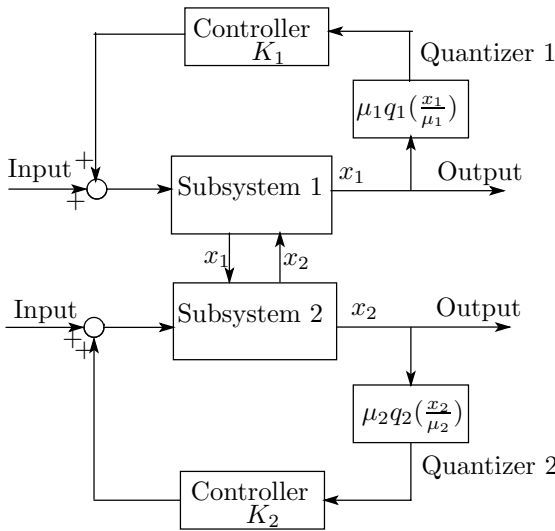 Controller
K₁
Quantizer 1
μ₁q₁(x₁/μ₁)
Input
+
+
Subsystem 1
x₁
Output
x₁
x₂
Input
+
+
Subsystem 2
x₂
Output
μ₂q₂(x₂/μ₂)
Quantizer 2
Controller
K₂